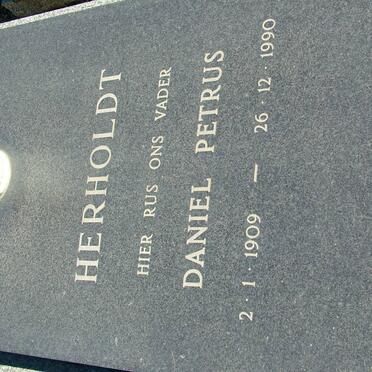 HERHOLDT
HIER RUS ONS VADER
DANIEL PETRUS
2 · 1 · 1909 — 26 · 12 · 1990